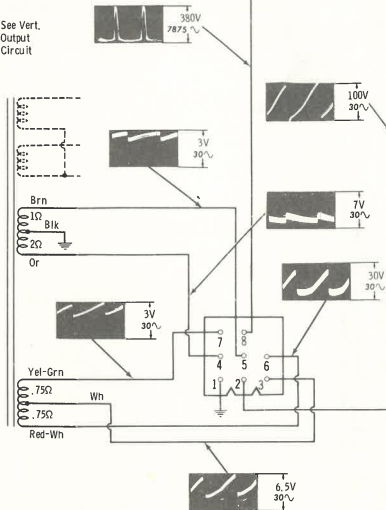 See Vert.
Output
Circuit
380V
7875 ∿
100V
30∿
3V
30∿
Brn
1Ω
Blk
2Ω
Or
7V
30∿
30V
30∿
3V
30∿
7 8
4 5 6
1 2 3
Yel-Grn
.75Ω
Wh
.75Ω
Red-Wh
6.5V
30∿